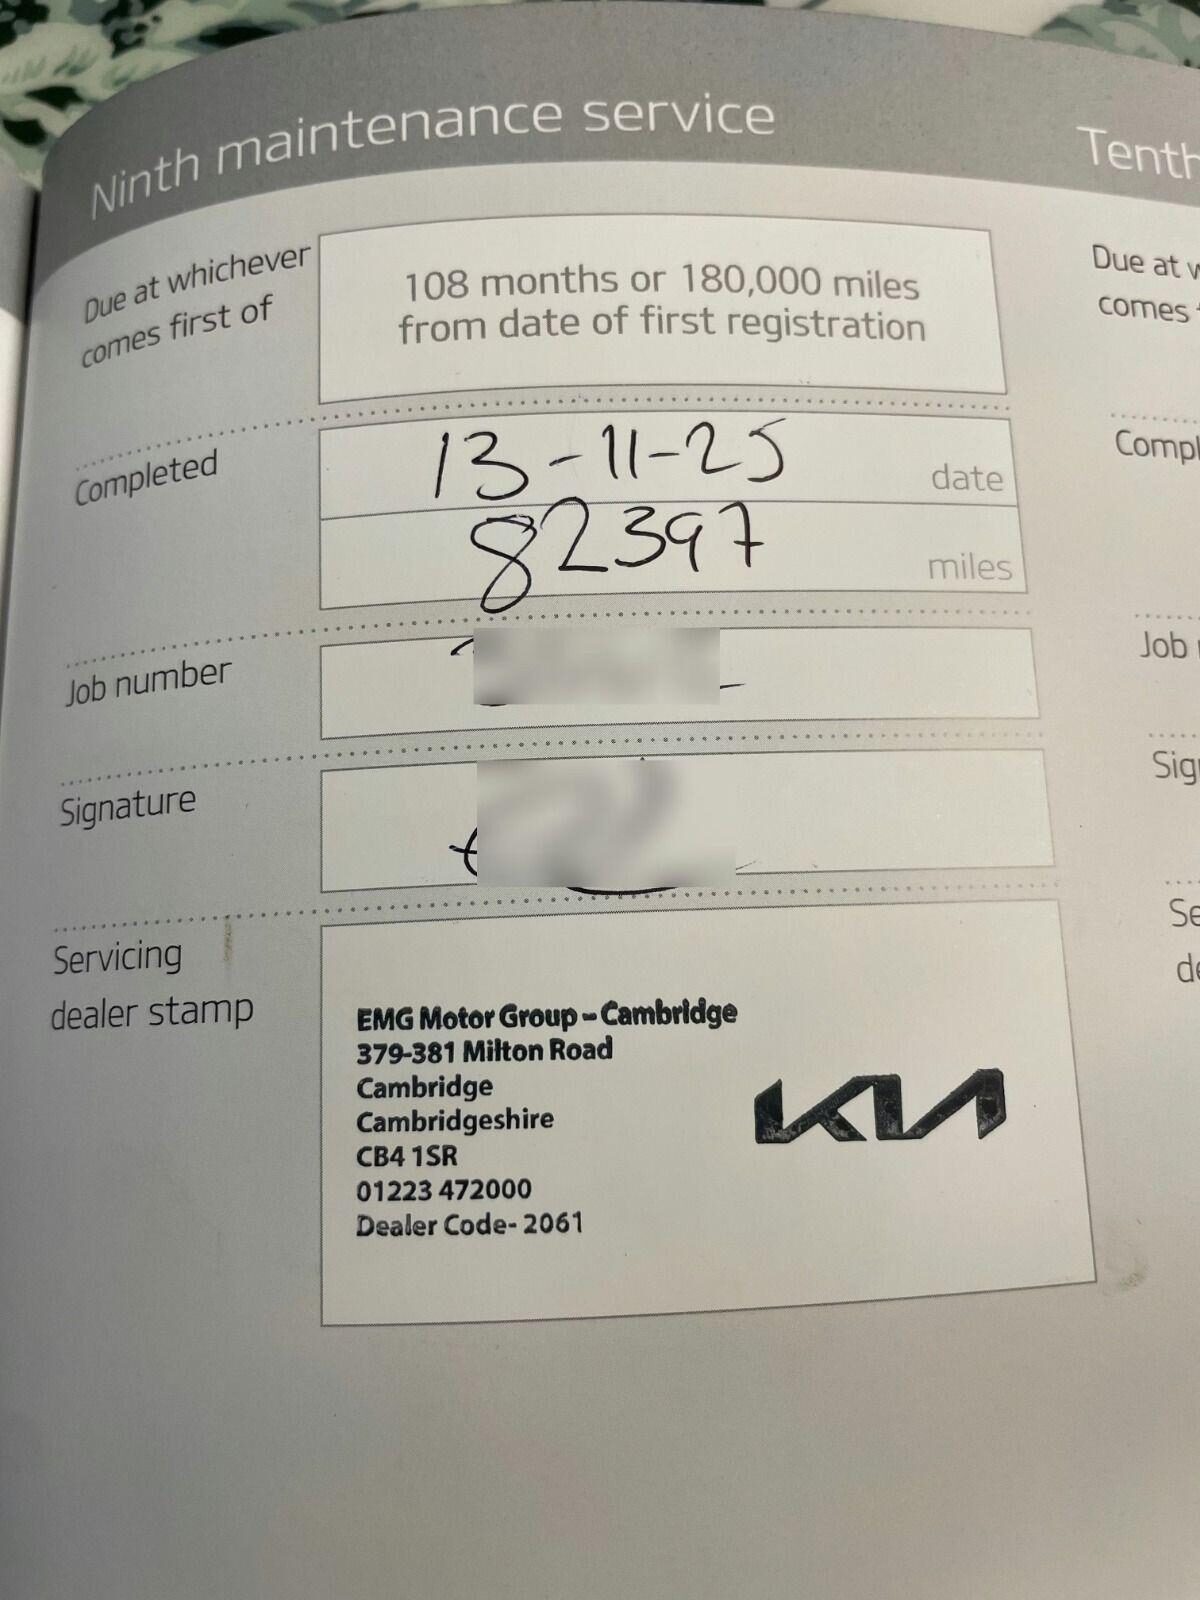 Ninth maintenance service
Tenth
Due at whichever
comes first of
108 months or 180,000 miles
from date of first registration
Due at
comes
Completed
13-11-25
date
82397
miles
Job number
Job
Signature
Servicing
dealer stamp
EMG Motor Group - Cambridge
379-381 Milton Road
Cambridge
Cambridgeshire
CB4 1SR
01223 472000
Dealer Code- 2061
KIA